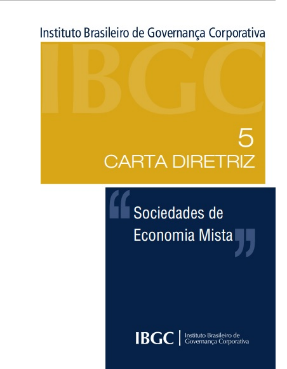 Instituto Brasileiro de Governança Corporativa
IBGC
5
CARTA DIRETRIZ
“Sociedades de
Economia Mista”
IBGC
Instituto Brasileiro de
Governança Corporativa